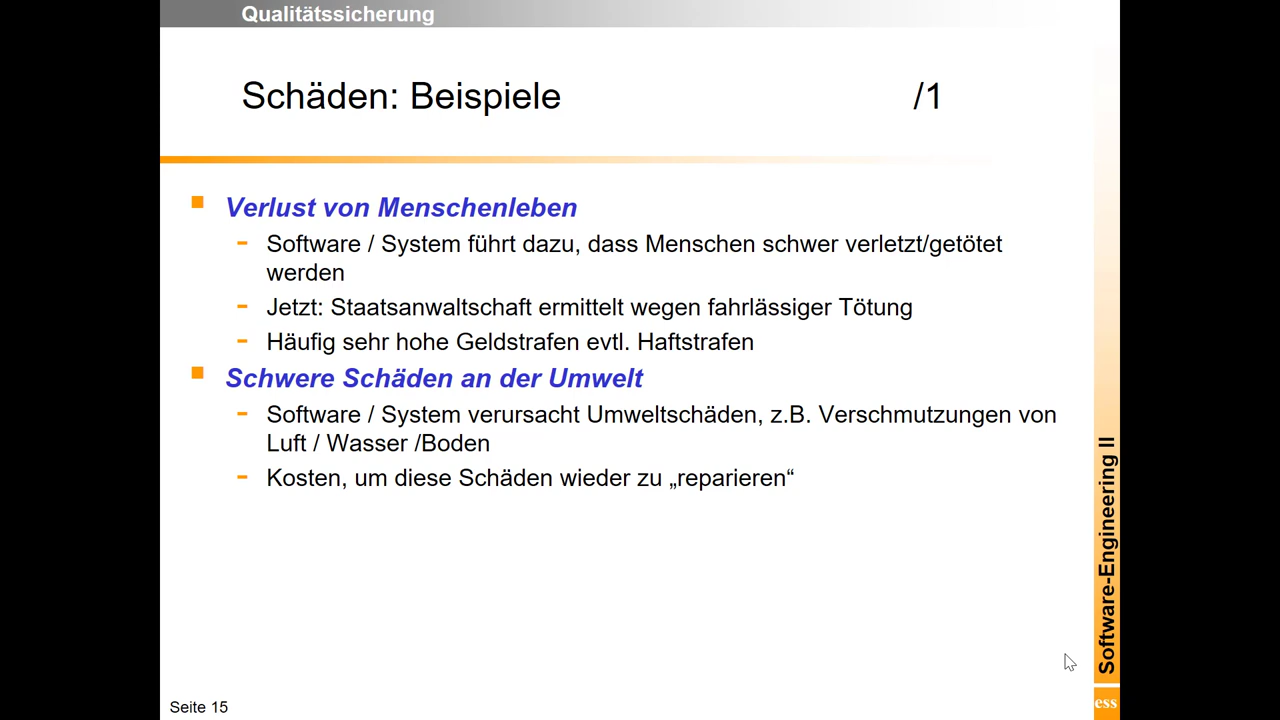 Qualitätssicherung
Schäden: Beispiele /1
Verlust von Menschenleben
- Software / System führt dazu, dass Menschen schwer verletzt/getötet
werden
- Jetzt: Staatsanwaltschaft ermittelt wegen fahrlässiger Tötung
- Häufig sehr hohe Geldstrafen evtl. Haftstrafen
Schwere Schäden an der Umwelt
- Software / System verursacht Umweltschäden, z.B. Verschmutzungen von
Luft / Wasser /Boden
- Kosten, um diese Schäden wieder zu „reparieren“
Software-Engineering II
ess
Seite 15